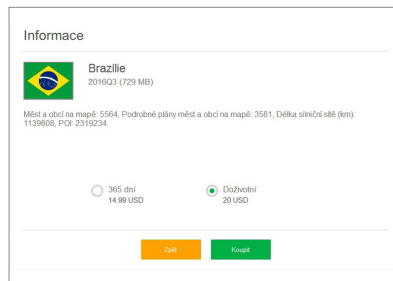 Informace
Brazílie
2016Q3 (729 MB)
Měst a obcí na mapě: 5564, Podrobné plány měst a obcí na mapě: 3581, Délka silniční sítě (km):
1139808, POI: 2319234.
365 dní
14.99 USD
Doživotní
20 USD
Zpět
Koupit